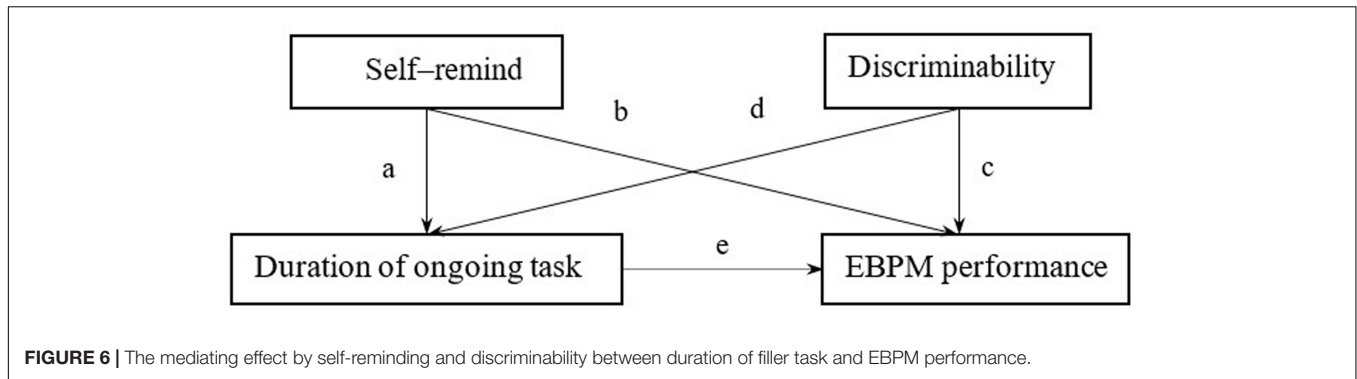 Self–remind
Discriminability
b
d
a
c
Duration of ongoing task
e
EBPM performance
FIGURE 6 | The mediating effect by self-reminding and discriminability between duration of filler task and EBPM performance.